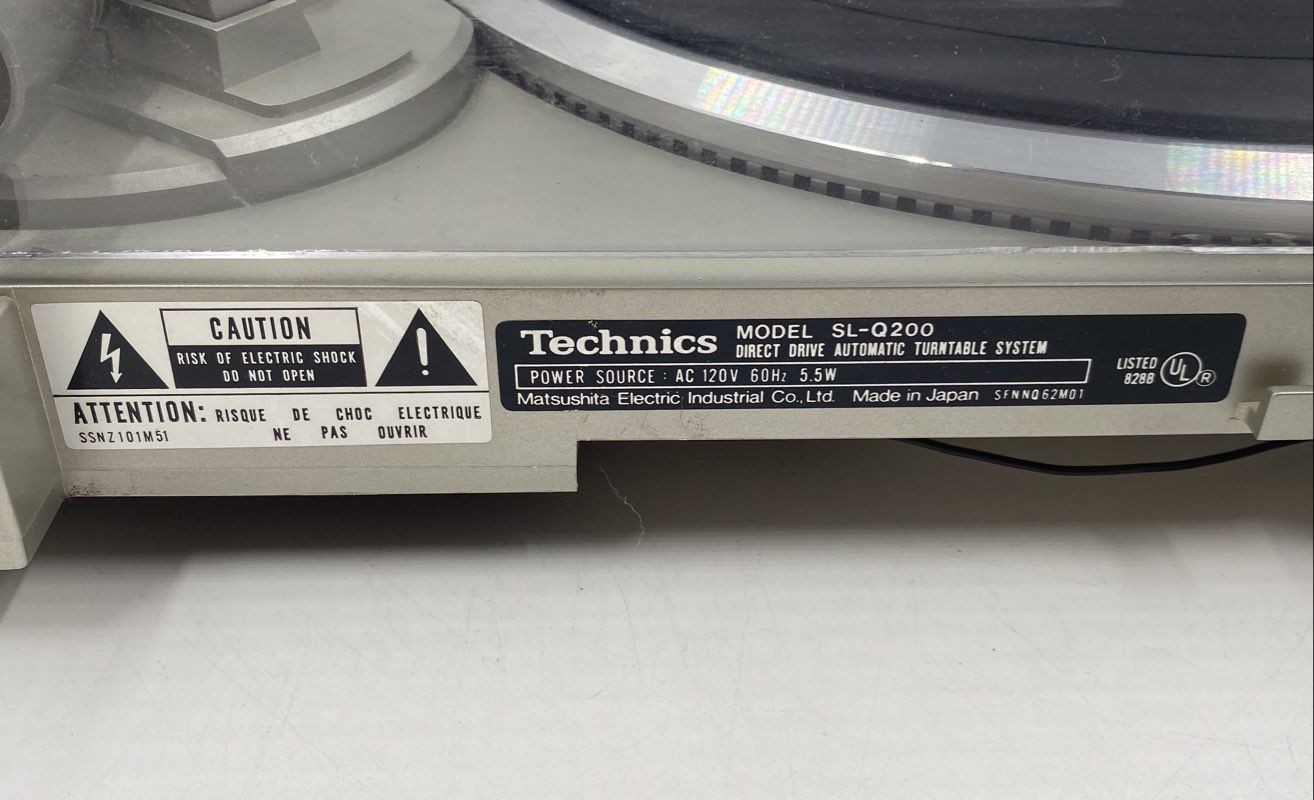 CAUTION
RISK OF ELECTRIC SHOCK
DO NOT OPEN
ATTENTION: RISQUE DE CHOC ELECTRIQUE
SSNZ101M51 NE PAS OUVRIR
Technics MODEL SL-Q200
DIRECT DRIVE AUTOMATIC TURNTABLE SYSTEM
POWER SOURCE : AC 120V 60Hz 5.5W
Matsushita Electric Industrial Co., Ltd. Made in Japan SFNNQ62M01
LISTED
828B
UL
R